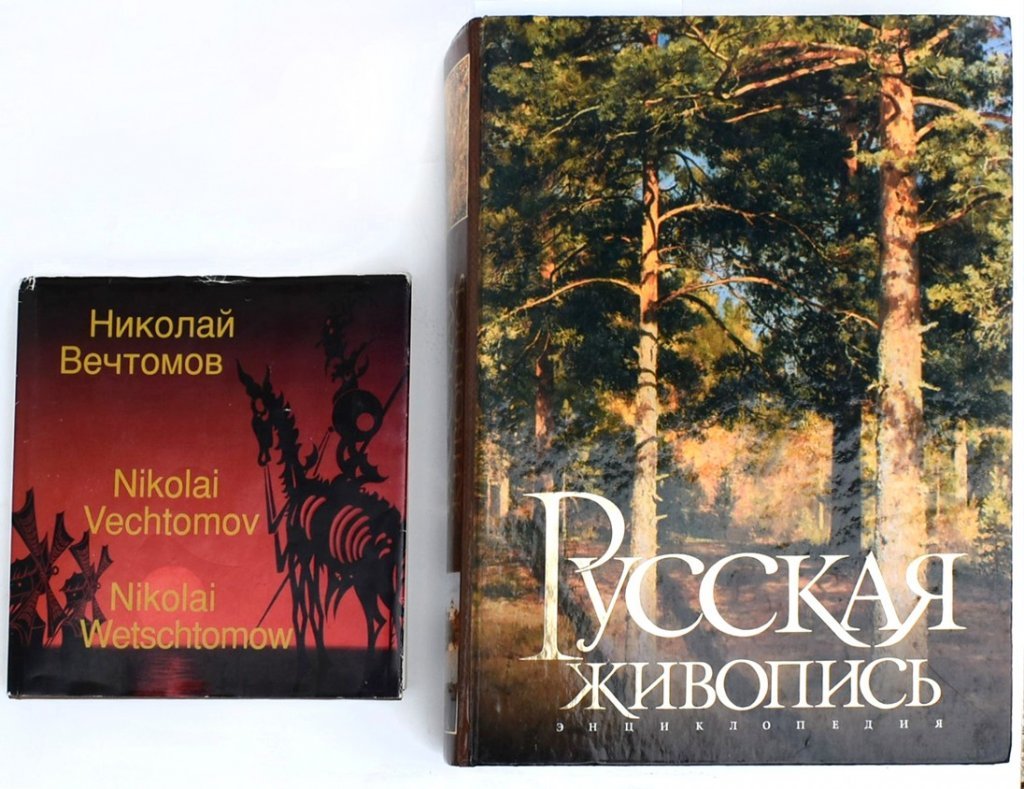 Николай
Вечтомов
Nikolai
Vechtomov
Nikolai
Wetschtomow
Русская
живопись
энциклопедия